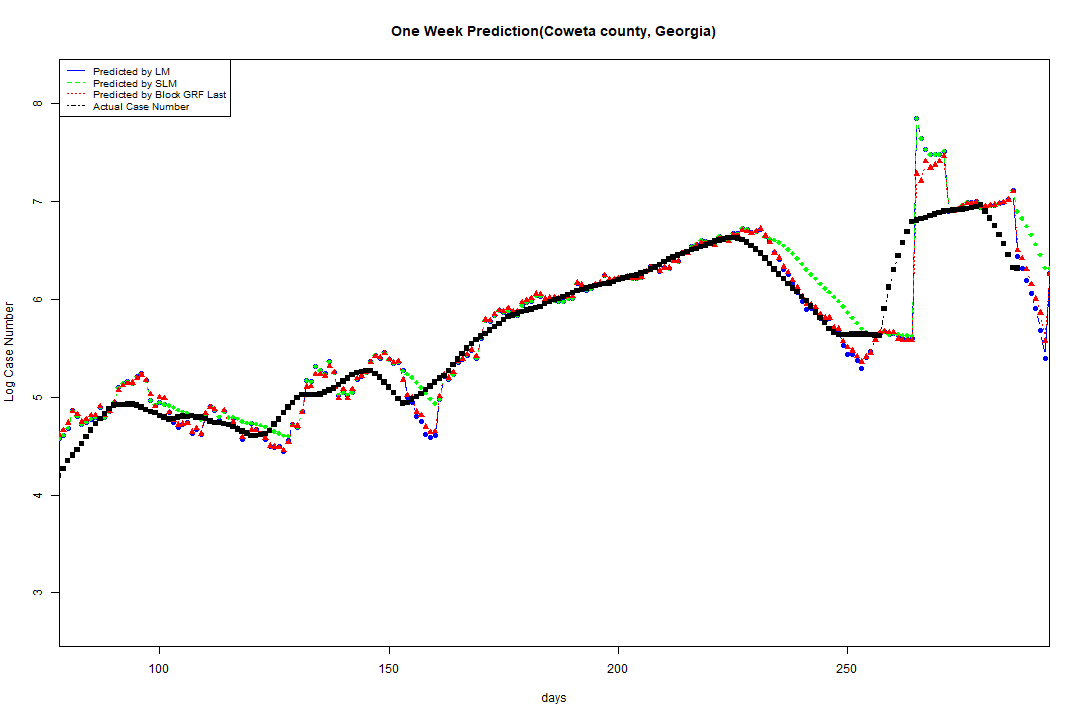 One Week Prediction(Coweta county, Georgia)
Predicted by LM
Predicted by SLM
Predicted by Block GRF Last
Actual Case Number
8
7
6
5
4
3
Log Case Number
100 150 200 250
days